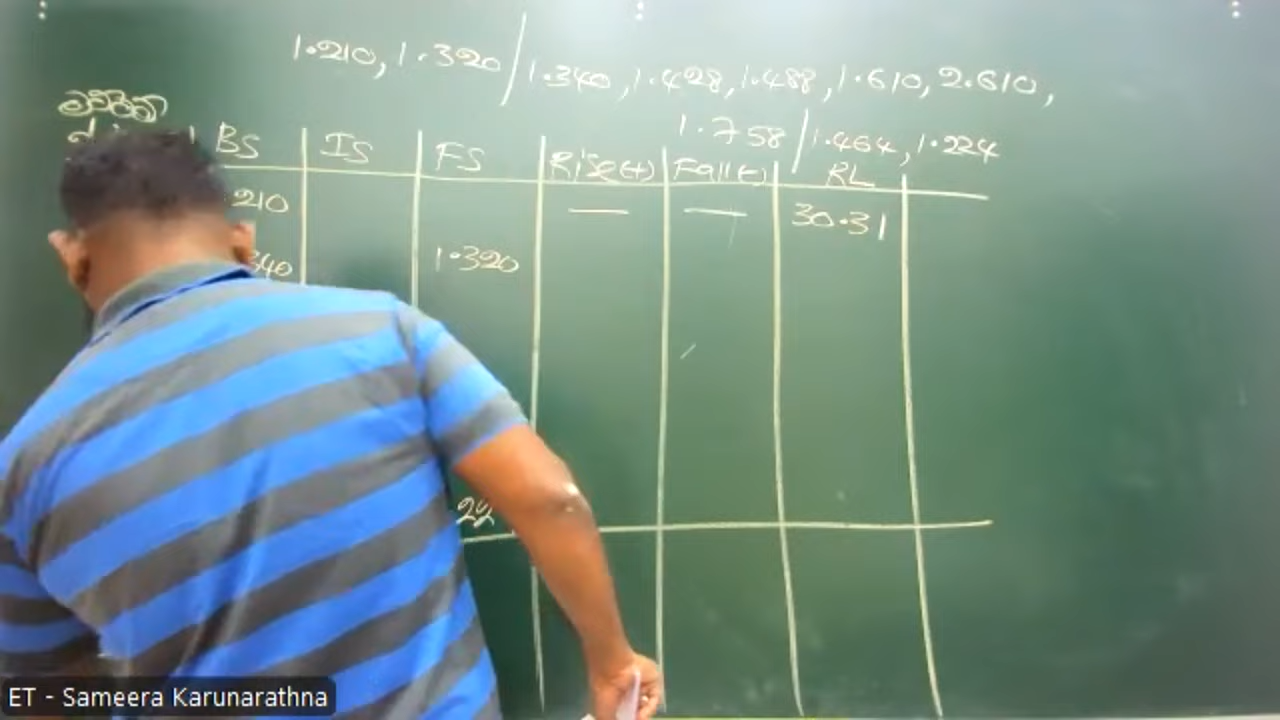 1.210, 1.320 / 1.340, 1.428, 1.488, 1.610, 2.610,
1.758 / 1.464, 1.224
BS IS FS Rise(+) Fall(-) RL
210 — — 30.31
340 1.320
22
ET - Sameera Karunarathna